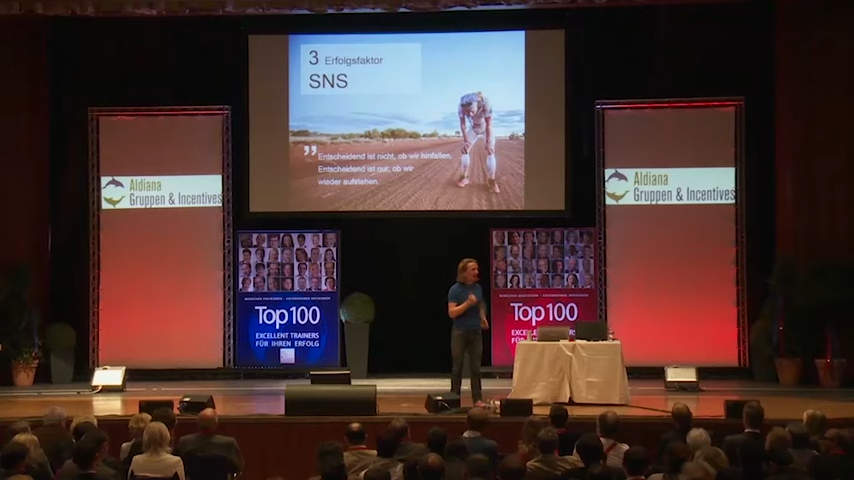 3 Erfolgsfaktor
SNS
Entscheidend ist nicht, ob wir hinfallen.
Entscheidend ist nur, ob wir
wieder aufstehen.
Aldiana
Gruppen & Incentives
Aldiana
Gruppen & Incentives
Top 100
EXCELLENT TRAINERS
FÜR IHREN ERFOLG
Top 100
EXCELLENT
FÜR